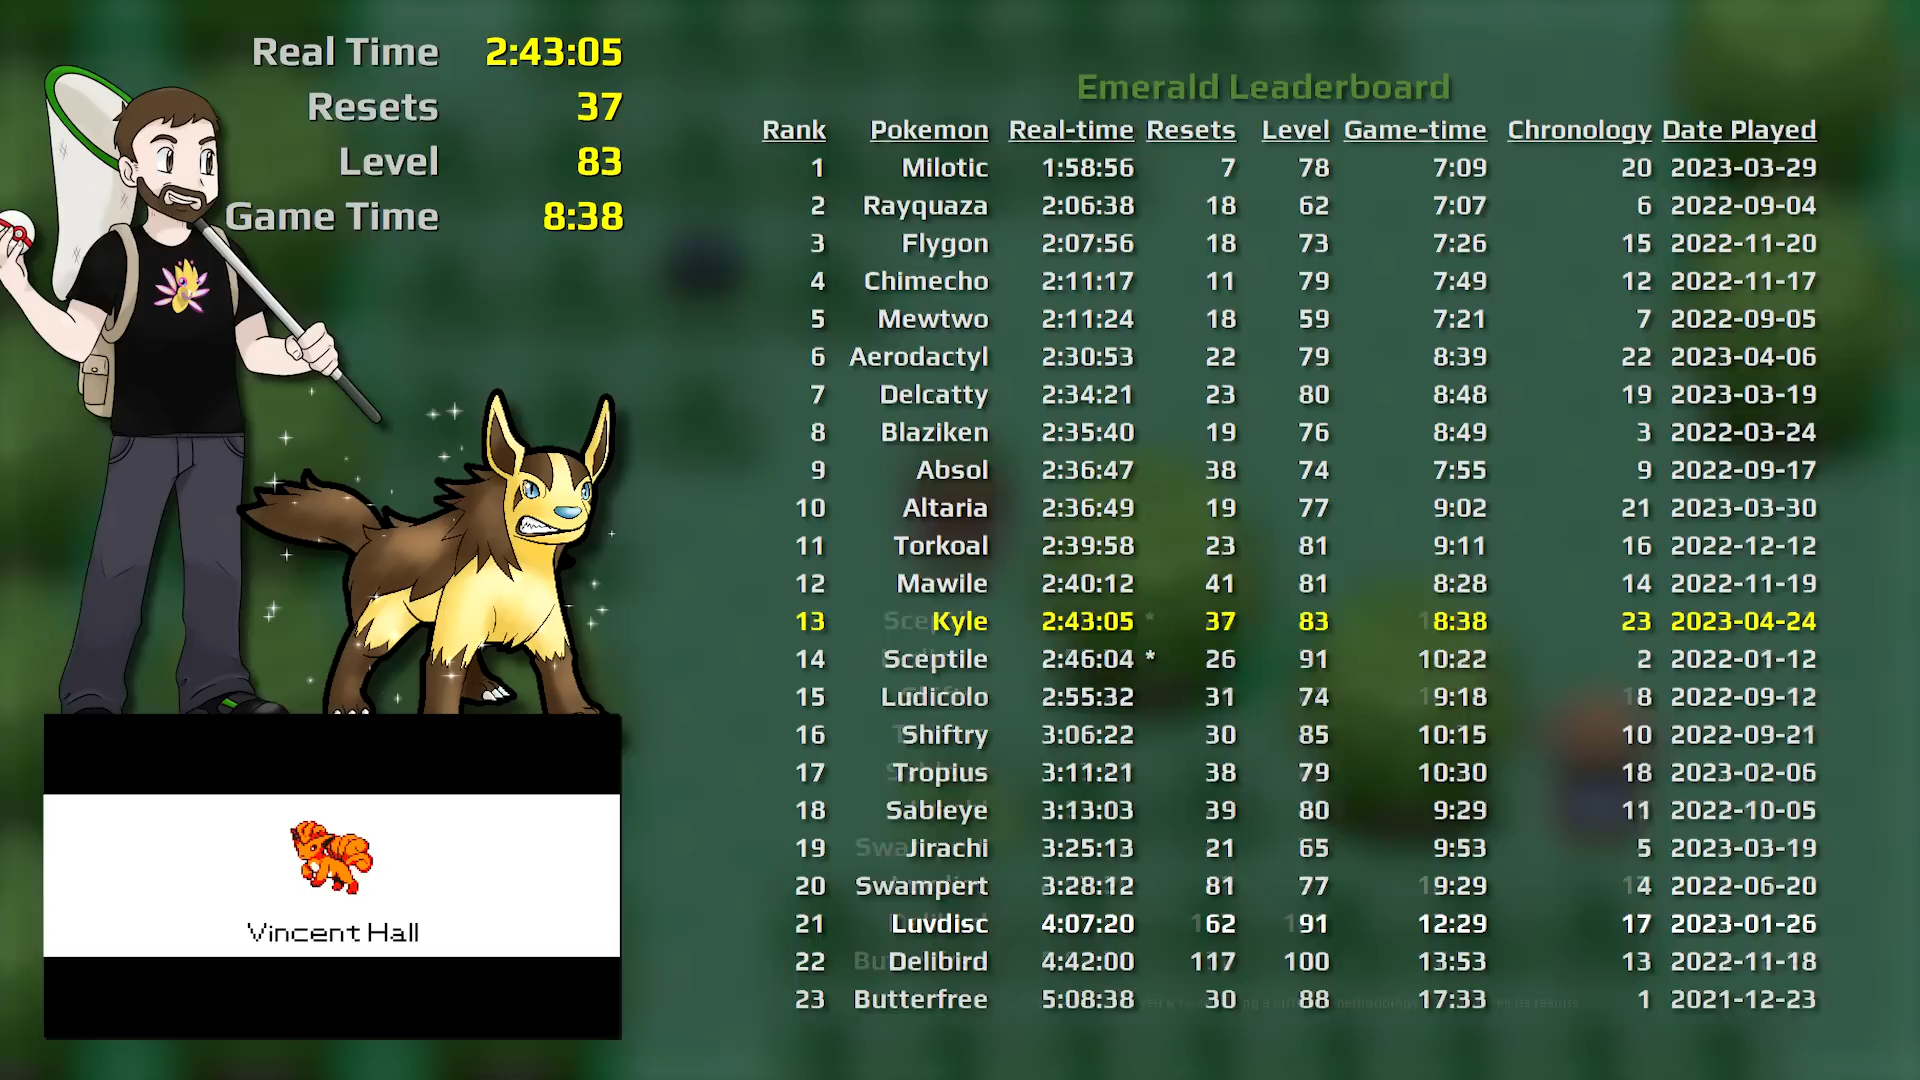 Real Time 2:43:05
Resets 37
Level 83
Game Time 8:38
Emerald Leaderboard
Rank Pokemon Real-time Resets Level Game-time Chronology Date Played
1 Milotic 1:58:56 7 78 7:09 20 2023-03-29
2 Rayquaza 2:06:38 18 62 7:07 6 2022-09-04
3 Flygon 2:07:56 18 73 7:26 15 2022-11-20
4 Chimecho 2:11:17 11 79 7:49 12 2022-11-17
5 Mewtwo 2:11:24 18 59 7:21 7 2022-09-05
6 Aerodactyl 2:30:53 22 79 8:39 22 2023-04-06
7 Delcatty 2:34:21 23 80 8:48 19 2023-03-19
8 Blaziken 2:35:40 19 76 8:49 3 2022-03-24
9 Absol 2:36:47 38 74 7:55 9 2022-09-17
10 Altaria 2:36:49 19 77 9:02 21 2023-03-30
11 Torkoal 2:39:58 23 81 9:11 16 2022-12-12
12 Mawile 2:40:12 41 81 8:28 14 2022-11-19
13 Kyle 2:43:05 37 83 8:38 23 2023-04-24
14 Sceptile 2:46:04 * 26 91 10:22 2 2022-01-12
15 Ludicolo 2:55:32 31 74 9:18 8 2022-09-12
16 Shiftry 3:06:22 30 85 10:15 10 2022-09-21
17 Tropius 3:11:21 38 79 10:30 18 2023-02-06
18 Sableye 3:13:03 39 80 9:29 11 2022-10-05
19 Jirachi 3:25:13 21 65 9:53 5 2023-03-19
20 Swampert 3:28:12 81 77 9:29 4 2022-06-20
21 Luvdisc 4:07:20 62 91 12:29 17 2023-01-26
22 Delibird 4:42:00 117 100 13:53 13 2022-11-18
23 Butterfree 5:08:38 30 88 17:33 1 2021-12-23
Vincent Hall